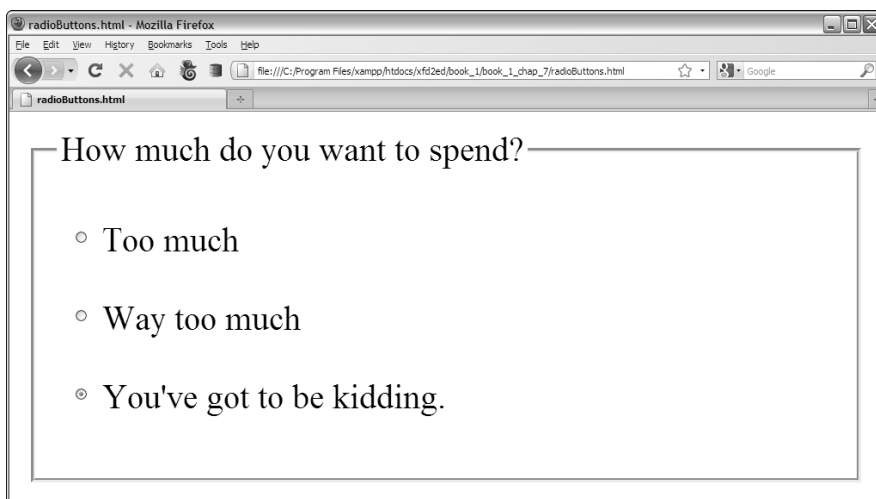 radioButtons.html - Mozilla Firefox
File Edit View History Bookmarks Tools Help
file:///C:/Program Files/xampp/htdocs/xfd2ed/book_1/book_1_chap_7/radioButtons.html
Google
radioButtons.html
How much do you want to spend?
Too much
Way too much
You've got to be kidding.